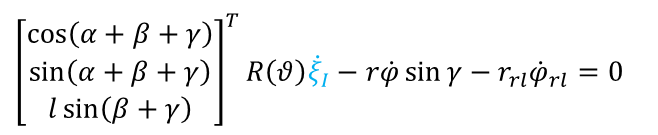 [cos(α + β + γ)
sin(α + β + γ)
l sin(β + γ)]ᵀ R(ϑ)ξ̇_I − rφ̇ sin γ − r_rl φ̇_rl = 0